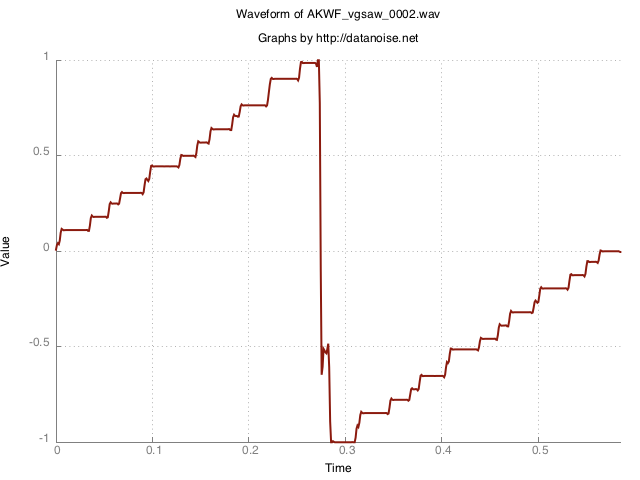 Waveform of AKWF_vgsaw_0002.wav
Graphs by http://datanoise.net
1
0.5
0
-0.5
-1
Value
0 0.1 0.2 0.3 0.4 0.5
Time